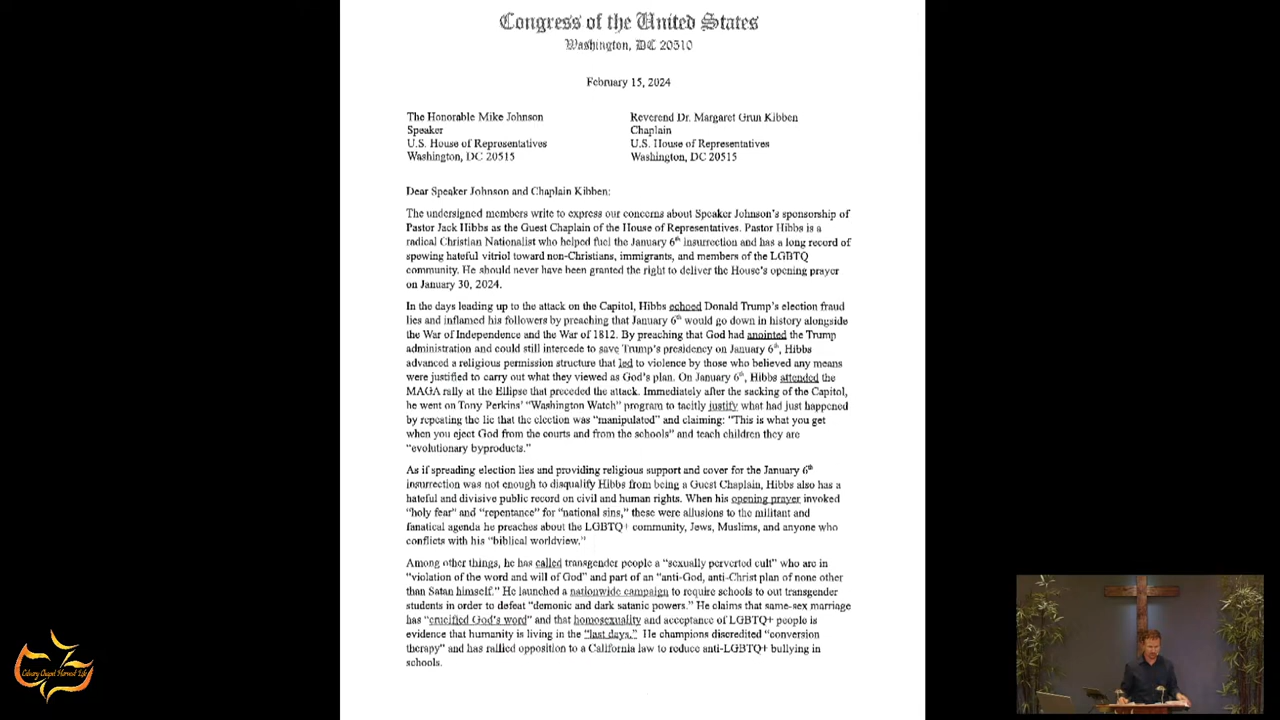 Congress of the United States
Washington, DC 20510
February 15, 2024
The Honorable Mike Johnson
Speaker
U.S. House of Representatives
Washington, DC 20515
Reverend Dr. Margaret Grun Kibben
Chaplain
U.S. House of Representatives
Washington, DC 20515
Dear Speaker Johnson and Chaplain Kibben:
The undersigned members write to express our concerns about Speaker Johnson's sponsorship of
Pastor Jack Hibbs as the Guest Chaplain of the House of Representatives. Pastor Hibbs is a
radical Christian Nationalist who helped fuel the January 6th insurrection and has a long record of
spewing hateful vitriol toward non-Christians, immigrants, and members of the LGBTQ
community. He should never have been granted the right to deliver the House's opening prayer
on January 30, 2024.
In the days leading up to the attack on the Capitol, Hibbs echoed Donald Trump's election fraud
lies and inflamed his followers by preaching that January 6th would go down in history alongside
the War of Independence and the War of 1812. By preaching that God had anointed the Trump
administration and could still intercede to save Trump's presidency on January 6th, Hibbs
advanced a religious permission structure that led to violence by those who believed any means
were justified to carry out what they viewed as God's plan. On January 6th, Hibbs attended the
MAGA rally at the Ellipse that preceded the attack. Immediately after the sacking of the Capitol,
he went on Tony Perkins' "Washington Watch" program to tacitly justify what had just happened
by repeating the lie that the election was "manipulated" and claiming: "This is what you get
when you eject God from the courts and from the schools" and teach children they are
"evolutionary byproducts."
As if spreading election lies and providing religious support and cover for the January 6th
insurrection was not enough to disqualify Hibbs from being a Guest Chaplain, Hibbs also has a
hateful and divisive public record on civil and human rights. When his opening prayer invoked
"holy fear" and "repentance" for "national sins," these were allusions to the militant and
fanatical agenda he preaches about the LGBTQ+ community, Jews, Muslims, and anyone who
conflicts with his "biblical worldview."
Among other things, he has called transgender people a "sexually perverted cult" who are in
"violation of the word and will of God" and part of an "anti-God, anti-Christ plan of none other
than Satan himself." He launched a nationwide campaign to require schools to out transgender
students in order to defeat "demonic and dark satanic powers." He claims that same-sex marriage
has "crucified God's word" and that homosexuality and acceptance of LGBTQ+ people is
evidence that humanity is living in the "last days." He champions discredited "conversion
therapy" and has rallied opposition to a California law to reduce anti-LGBTQ+ bullying in
schools.
Calvary Chapel Harvest Life